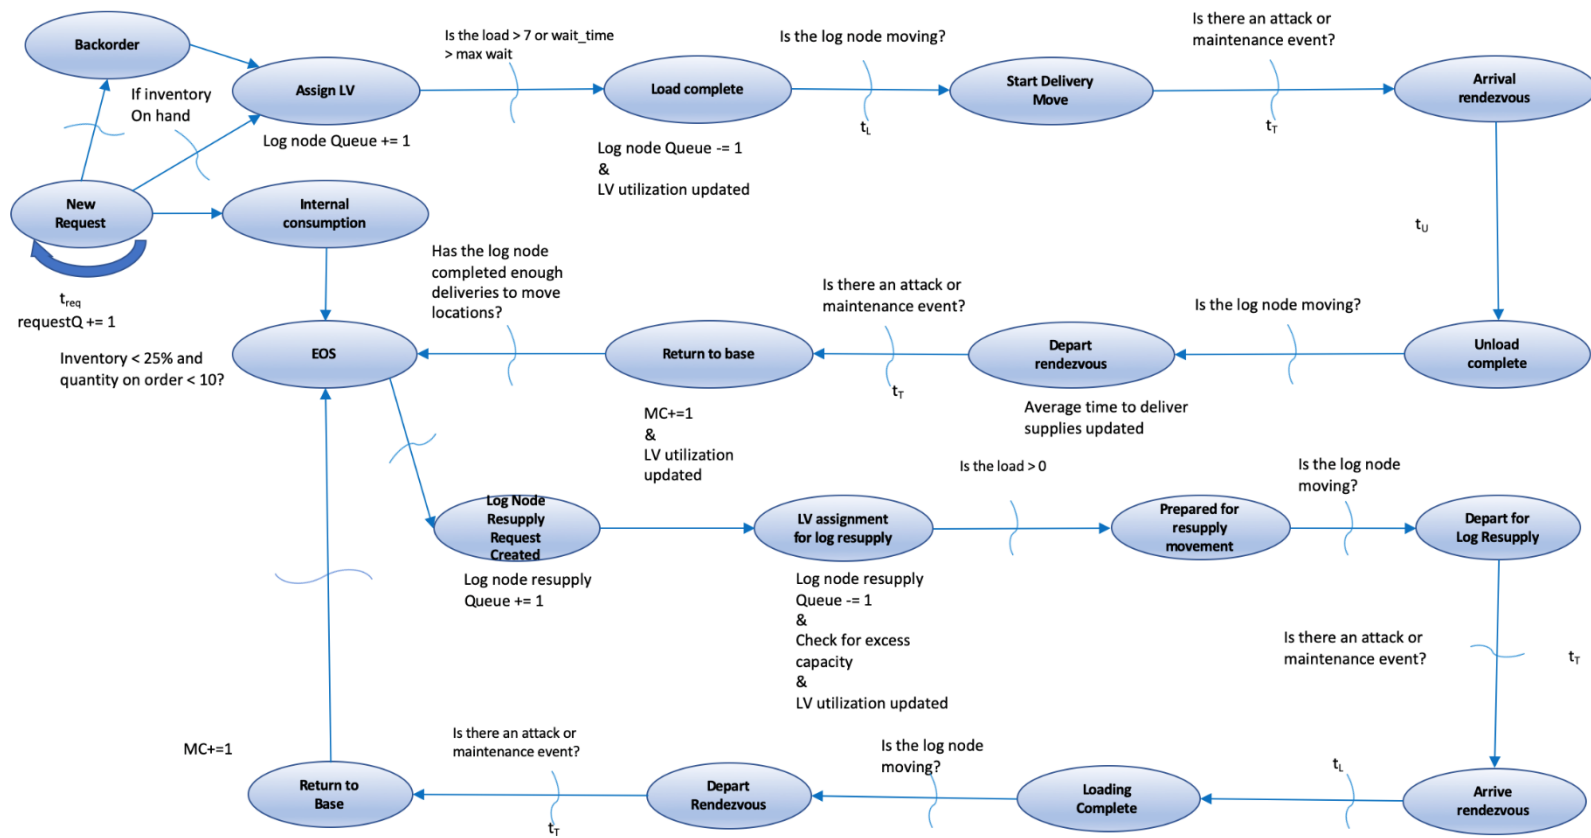 Backorder
If inventory
On hand
Assign LV
Log node Queue += 1
Is the load > 7 or wait_time
> max wait
Load complete
Log node Queue -= 1
&
LV utilization updated
Is the log node moving?
t_L
Start Delivery
Move
Is there an attack or
maintenance event?
t_T
Arrival
rendezvous
New
Request
t_req
requestQ += 1
Internal
consumption
t_U
Inventory < 25% and
quantity on order < 10?
EOS
Has the log node
completed enough
deliveries to move
locations?
Return to base
MC+=1
&
LV utilization
updated
Is there an attack or
maintenance event?
t_T
Depart
rendezvous
Average time to deliver
supplies updated
Is the log node moving?
Unload
complete
Log Node
Resupply
Request
Created
Log node resupply
Queue += 1
LV assignment
for log resupply
Log node resupply
Queue -= 1
&
Check for excess
capacity
&
LV utilization updated
Is the load > 0
Prepared for
resupply
movement
Is the log node
moving?
Depart for
Log Resupply
Is there an attack or
maintenance event?
t_T
MC+=1
Return to
Base
Is there an attack or
maintenance event?
t_T
Depart
Rendezvous
Is the log node
moving?
Loading
Complete
t_L
Arrive
rendezvous